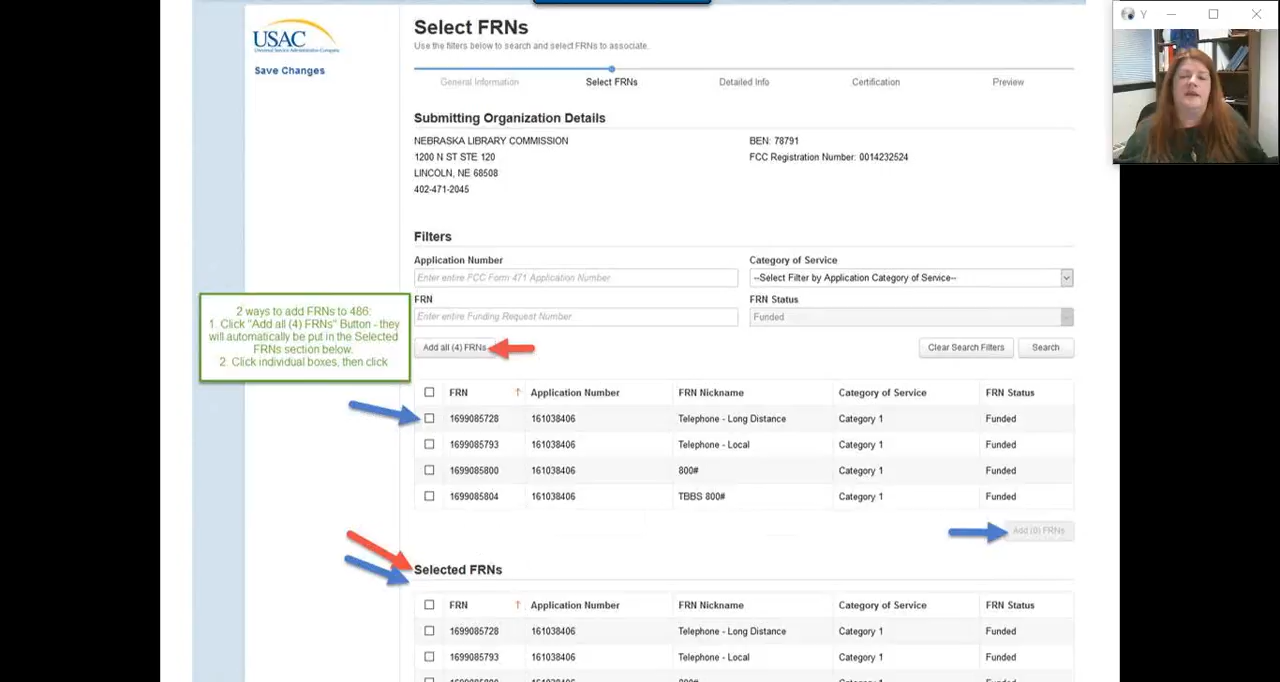 Select FRNs
Use the filters below to search and select FRNs to associate.
USAC
Universal Service Administrative Company
Save Changes
General Information
Select FRNs
Detailed Info
Certification
Preview
Submitting Organization Details
NEBRASKA LIBRARY COMMISSION
1200 N ST STE 120
LINCOLN, NE 68508
402-471-2045
BEN: 78791
FCC Registration Number: 0014232524
Filters
Application Number
Enter entire FCC Form 471 Application Number
Category of Service
--Select Filter by Application Category of Service--
FRN
Enter entire Funding Request Number
FRN Status
Funded
2 ways to add FRNs to 486:
1. Click "Add all (4) FRNs" Button - they
will automatically be put in the Selected
FRNs section below.
2. Click individual boxes, then click
Add all (4) FRNs
Clear Search Filters
Search
FRN ↑ Application Number FRN Nickname Category of Service FRN Status
1699085728 161038406 Telephone - Long Distance Category 1 Funded
1699085793 161038406 Telephone - Local Category 1 Funded
1699085800 161038406 800# Category 1 Funded
1699085804 161038406 TBBS 800# Category 1 Funded
Add (0) FRNs
Selected FRNs
FRN ↑ Application Number FRN Nickname Category of Service FRN Status
1699085728 161038406 Telephone - Long Distance Category 1 Funded
1699085793 161038406 Telephone - Local Category 1 Funded
Y